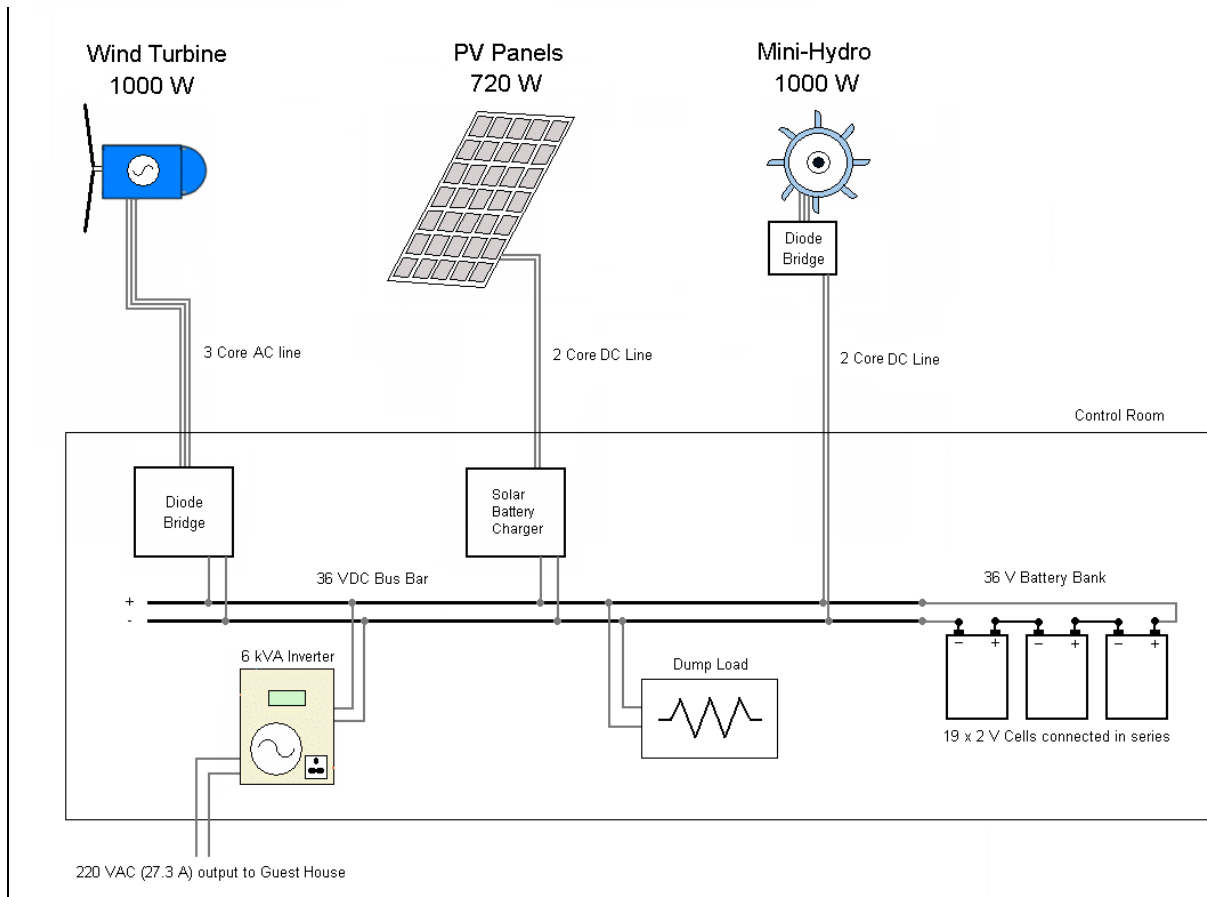 Wind Turbine
1000 W
PV Panels
720 W
Mini-Hydro
1000 W
Diode
Bridge
3 Core AC line
2 Core DC Line
2 Core DC Line
Control Room
Diode
Bridge
Solar
Battery
Charger
36 VDC Bus Bar
36 V Battery Bank
+
-
− + − + − +
6 kVA Inverter
Dump Load
19 x 2 V Cells connected in series
220 VAC (27.3 A) output to Guest House